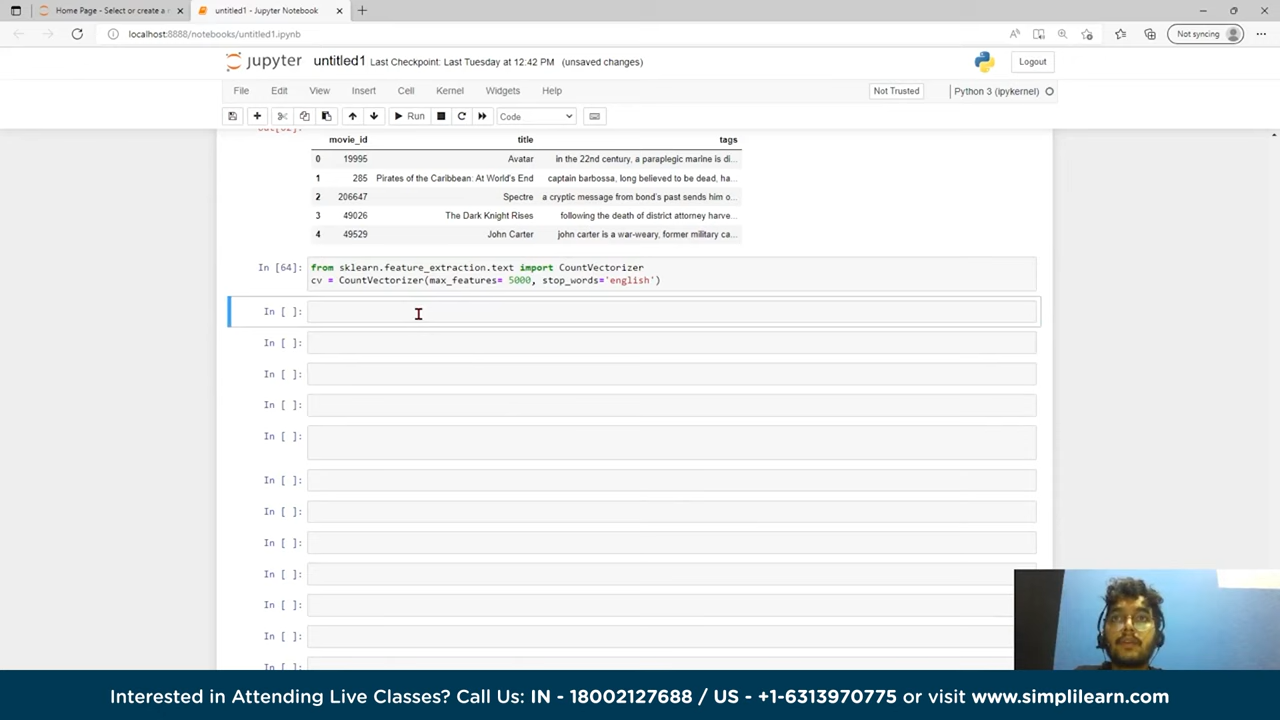 Home Page - Select or create a n
untitled1 - Jupyter Notebook
localhost:8888/notebooks/untitled1.ipynb
Not syncing
jupyter untitled1 Last Checkpoint: Last Tuesday at 12:42 PM (unsaved changes)
Logout
File Edit View Insert Cell Kernel Widgets Help
Not Trusted
Python 3 (ipykernel)
Run
Code
movie_id title tags
0 19995 Avatar in the 22nd century, a paraplegic marine is di...
1 285 Pirates of the Caribbean: At World's End captain barbossa, long believed to be dead, ha...
2 206647 Spectre a cryptic message from bond's past sends him o...
3 49026 The Dark Knight Rises following the death of district attorney harve...
4 49529 John Carter john carter is a war-weary, former military ca...
In [64]: from sklearn.feature_extraction.text import CountVectorizer
cv = CountVectorizer(max_features= 5000, stop_words='english')
In [ ]:
In [ ]:
In [ ]:
In [ ]:
In [ ]:
In [ ]:
In [ ]:
In [ ]:
In [ ]:
In [ ]:
In [ ]:
Interested in Attending Live Classes? Call Us: IN - 18002127688 / US - +1-6313970775 or visit www.simplilearn.com